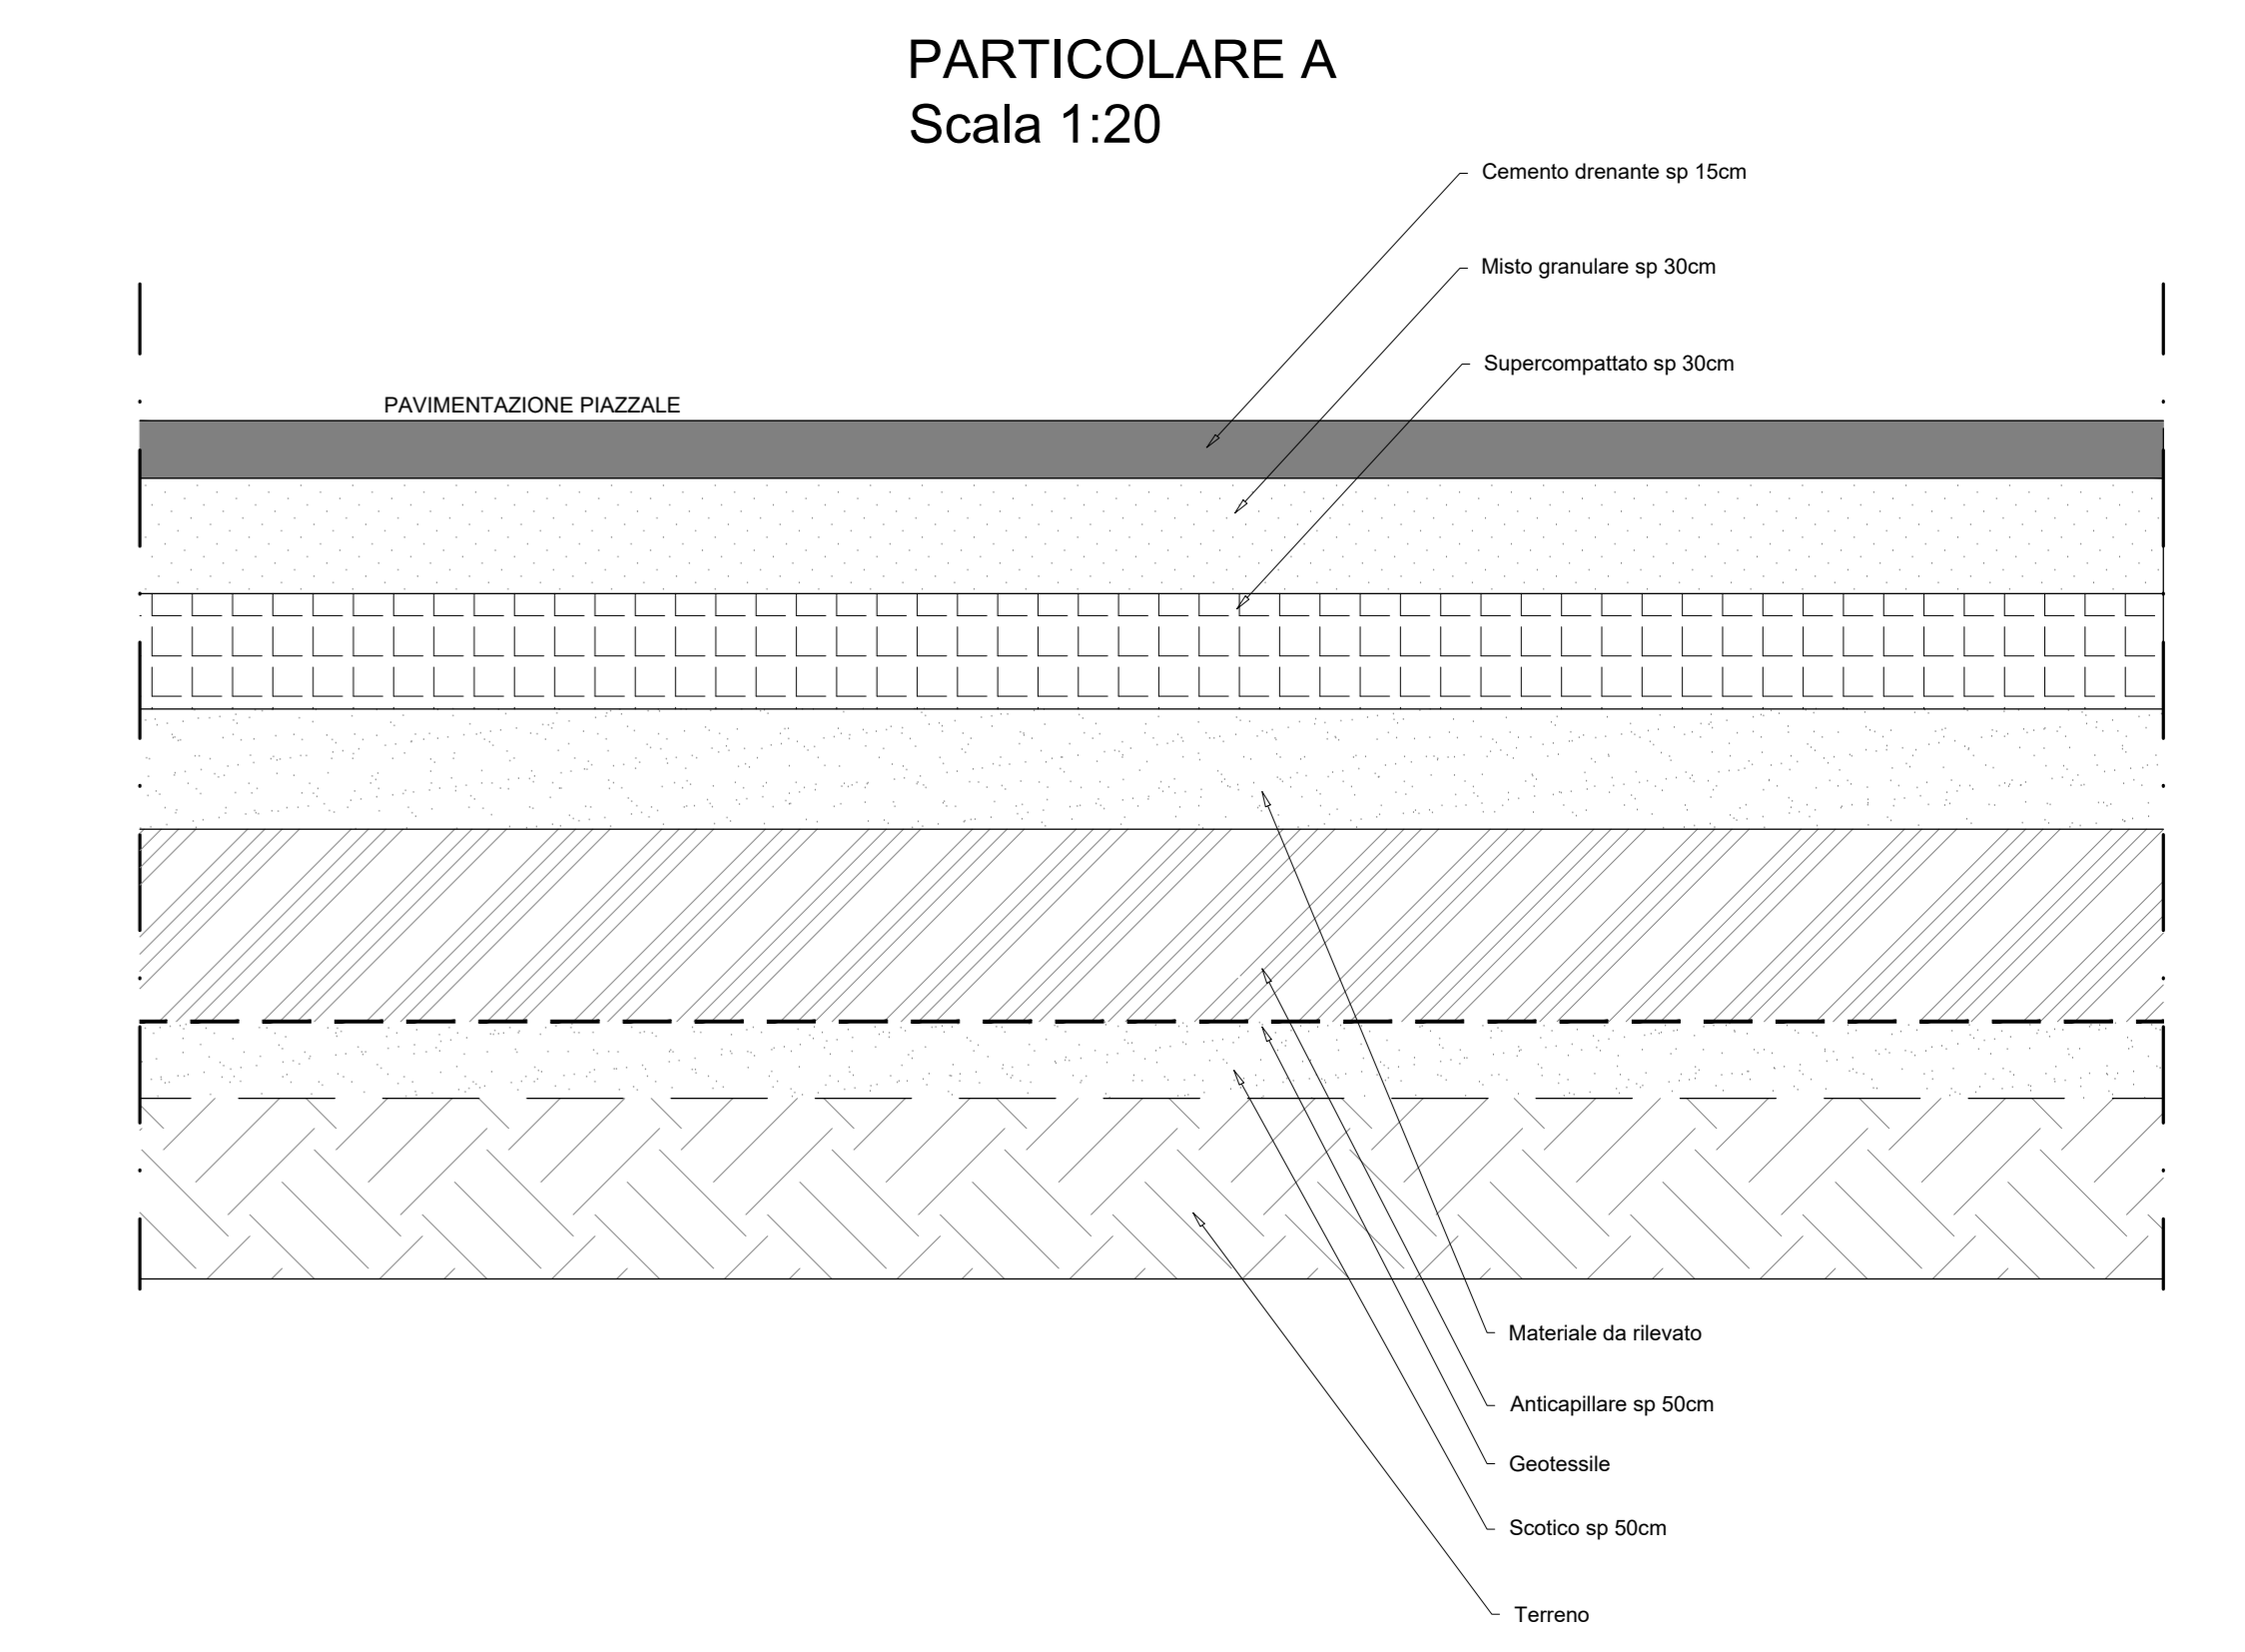 PARTICOLARE A
Scala 1:20
Cemento drenante sp 15cm
Misto granulare sp 30cm
Supercompattato sp 30cm
PAVIMENTAZIONE PIAZZALE
Materiale da rilevato
Anticapillare sp 50cm
Geotessile
Scotico sp 50cm
Terreno